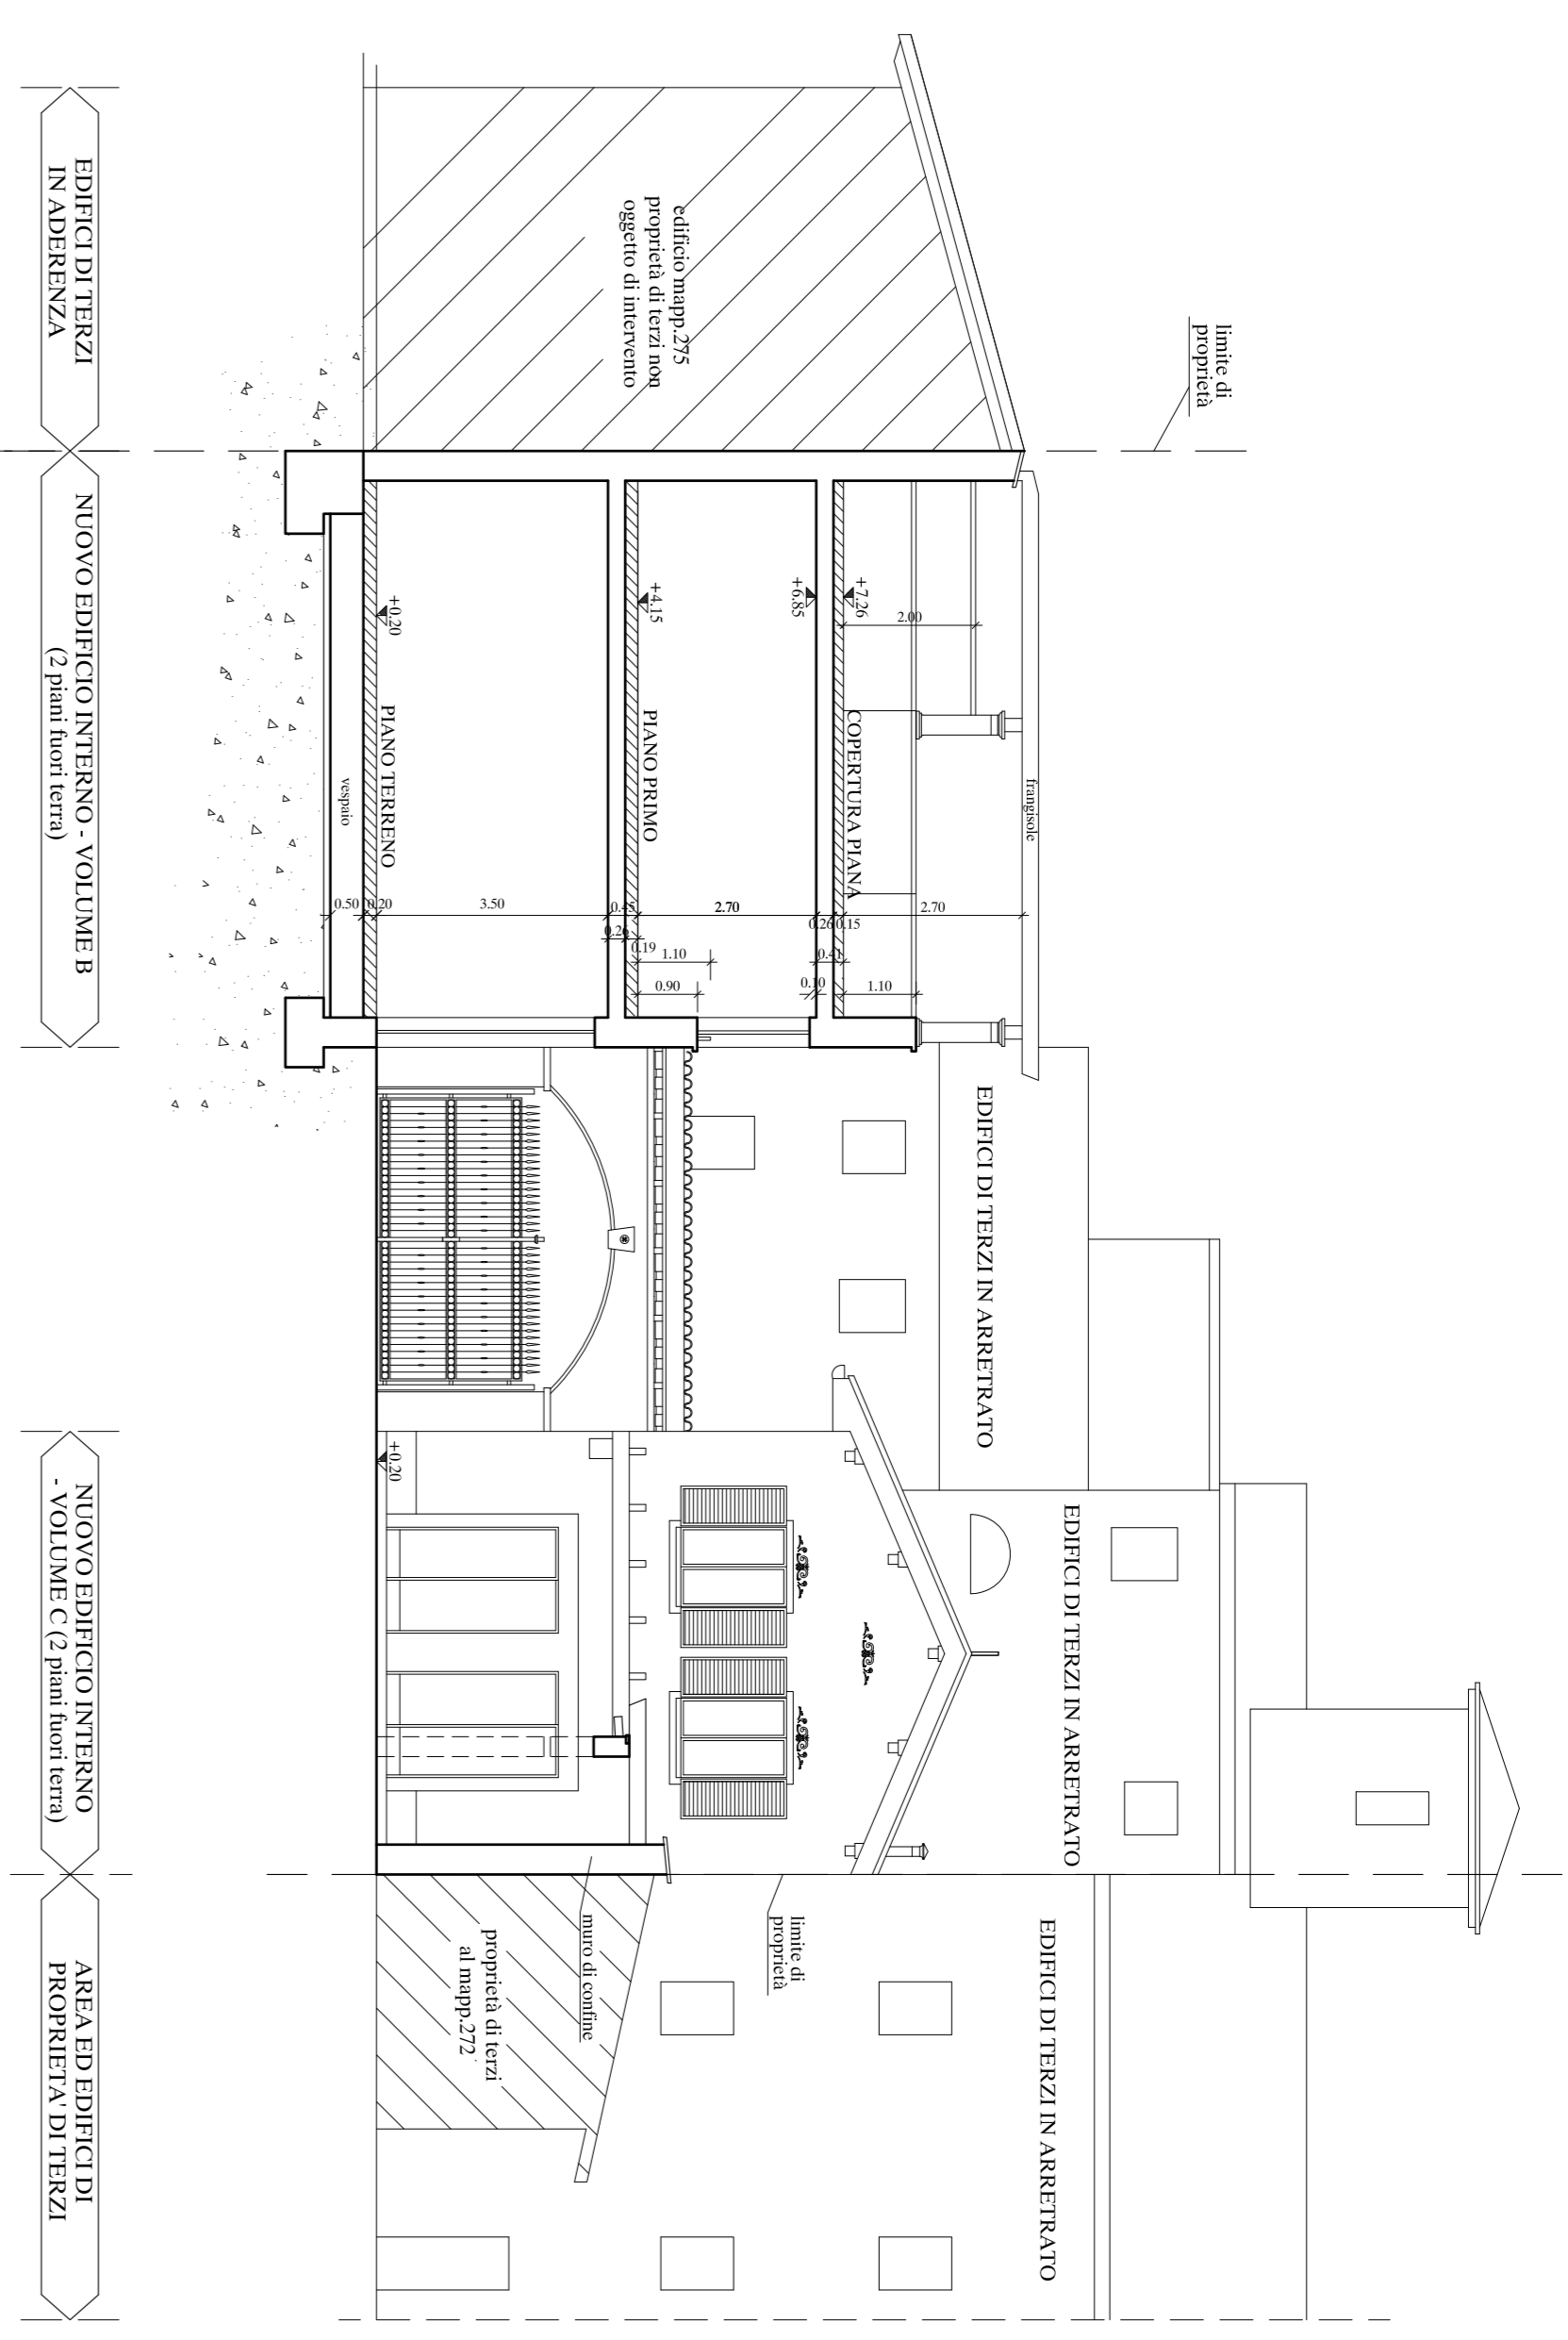 limite di
proprietà
edificio mapp.275
proprietà di terzi non
oggetto di intervento
frangisole
+7.26
2.00
COPERTURA PIANA
+6.85
+4.15
PIANO PRIMO
+0.20
PIANO TERRENO
vespaio
0.50
0.20
3.50
0.45
2.70
0.26
0.15
2.70
0.26
0.19
1.10
0.41
0.90
0.10
1.10
EDIFICI DI TERZI IN ARRETRATO
EDIFICI DI TERZI IN ARRETRATO
EDIFICI DI TERZI IN ARRETRATO
+0.20
limite di
proprietà
muro di confine
proprietà di terzi
al mapp.272
EDIFICI DI TERZI
IN ADERENZA
NUOVO EDIFICIO INTERNO - VOLUME B
(2 piani fuori terra)
NUOVO EDIFICIO INTERNO
- VOLUME C (2 piani fuori terra)
AREA ED EDIFICI DI
PROPRIETA' DI TERZI